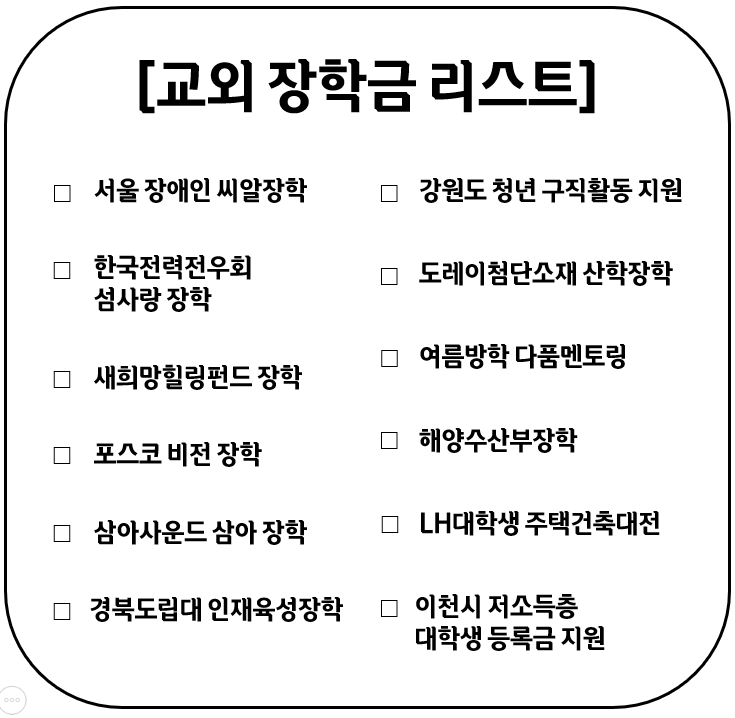 [교외 장학금 리스트]
서울 장애인 씨알장학
한국전력전우회
섬사랑 장학
새희망힐링펀드 장학
포스코 비전 장학
삼아사운드 삼아 장학
경북도립대 인재육성장학
강원도 청년 구직활동 지원
도레이첨단소재 산학장학
여름방학 다품멘토링
해양수산부장학
LH대학생 주택건축대전
이천시 저소득층
대학생 등록금 지원